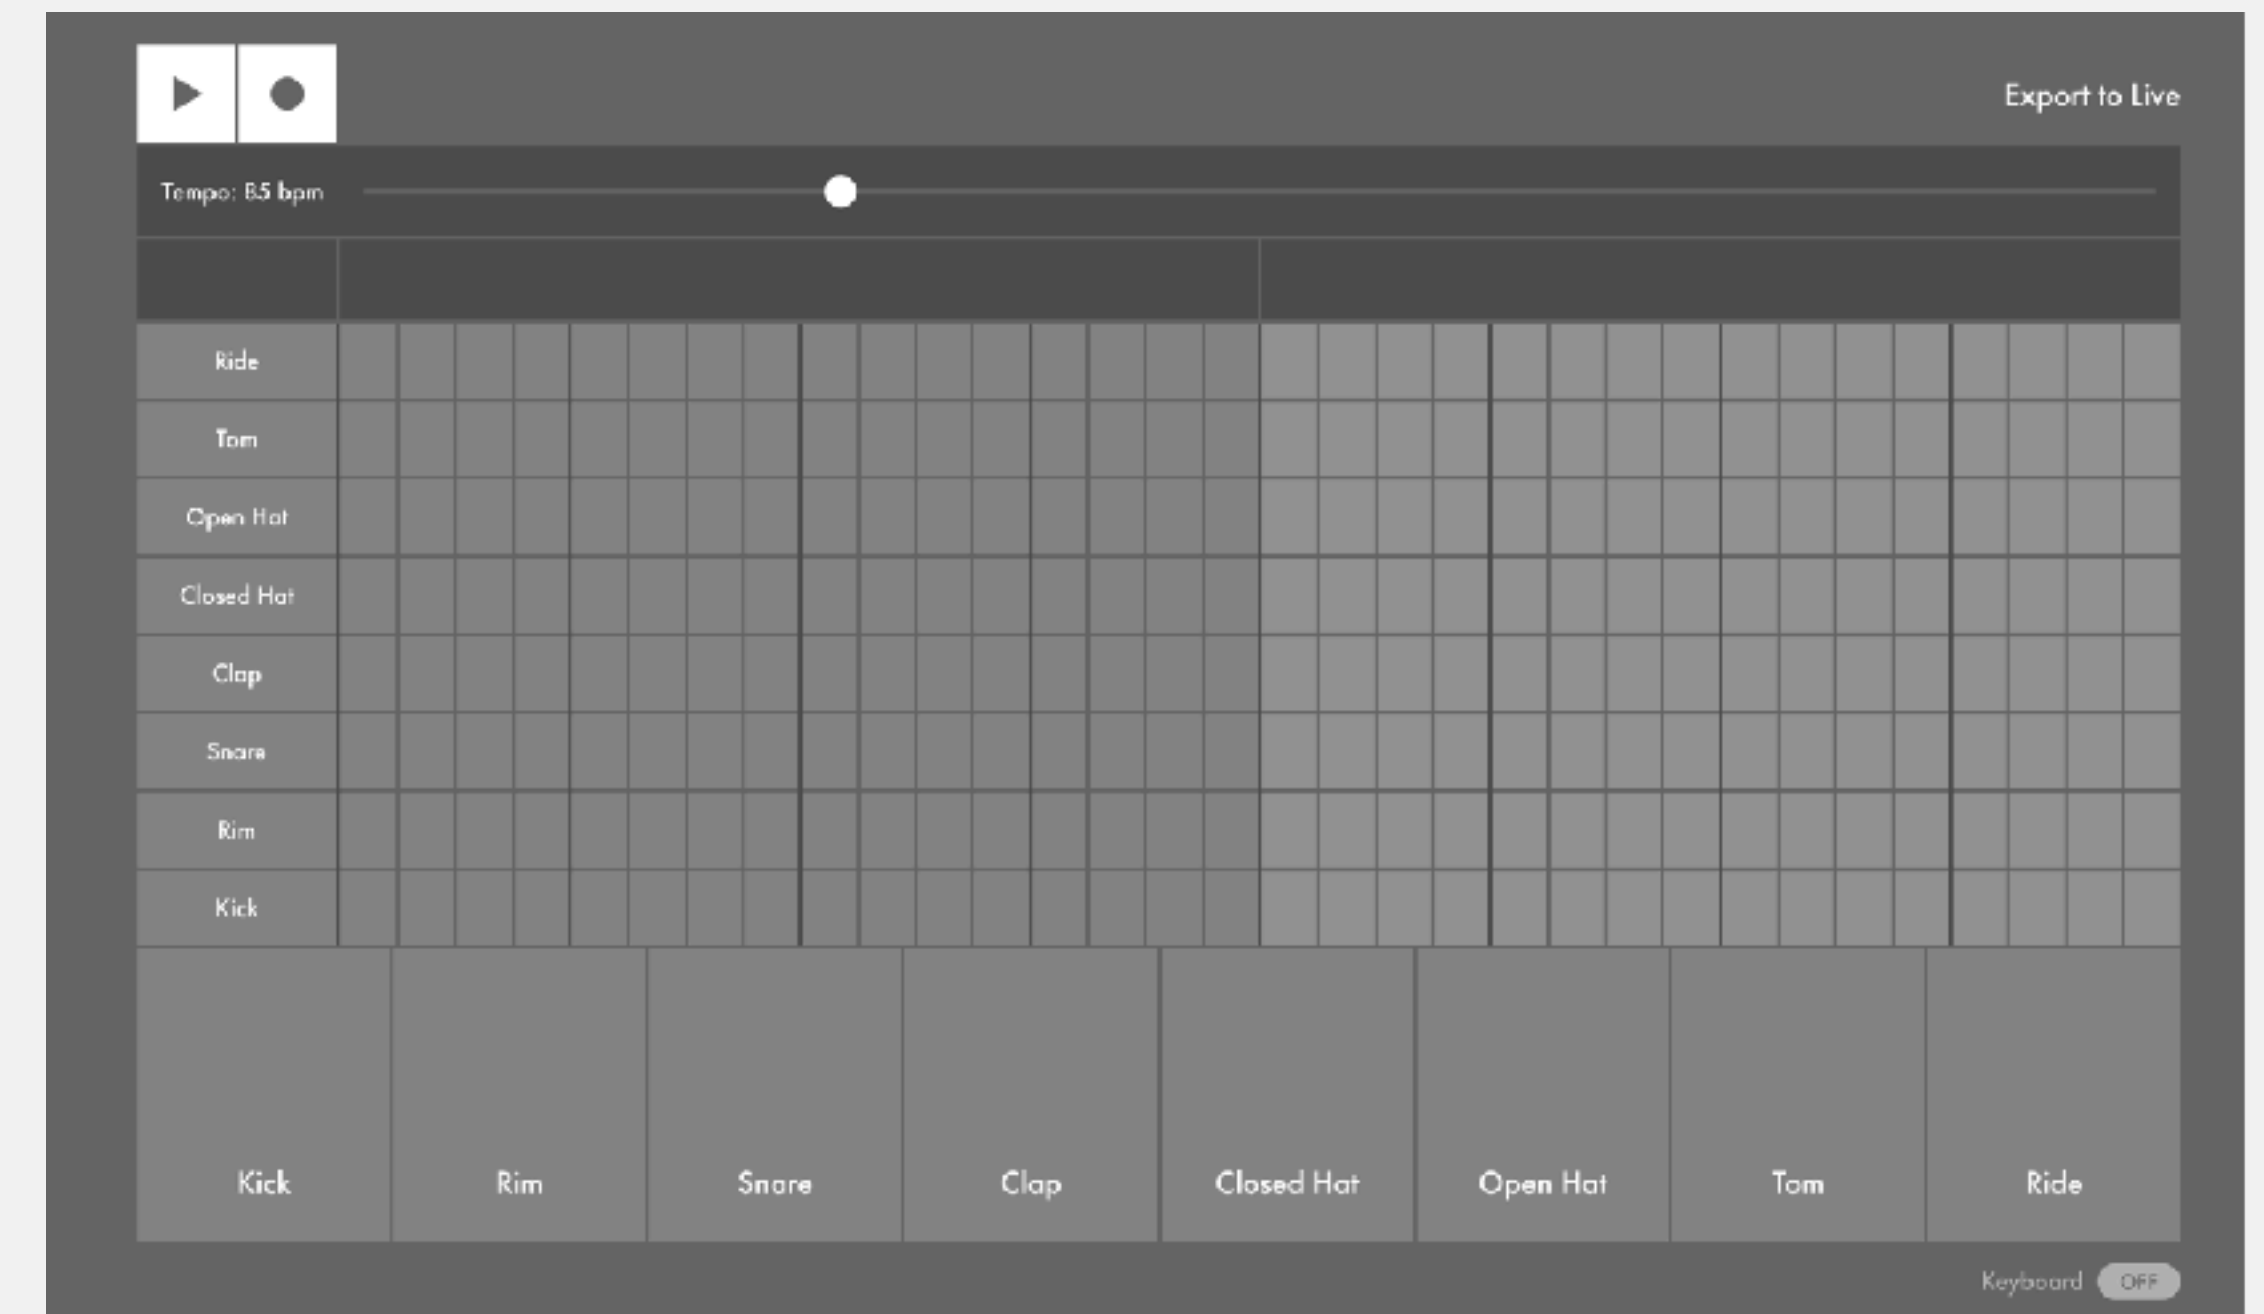 Export to Live
Tempo: 85 bpm
Ride
Tom
Open Hat
Closed Hat
Clap
Snare
Rim
Kick
Kick Rim Snare Clap Closed Hat Open Hat Tom Ride
Keyboard OFF